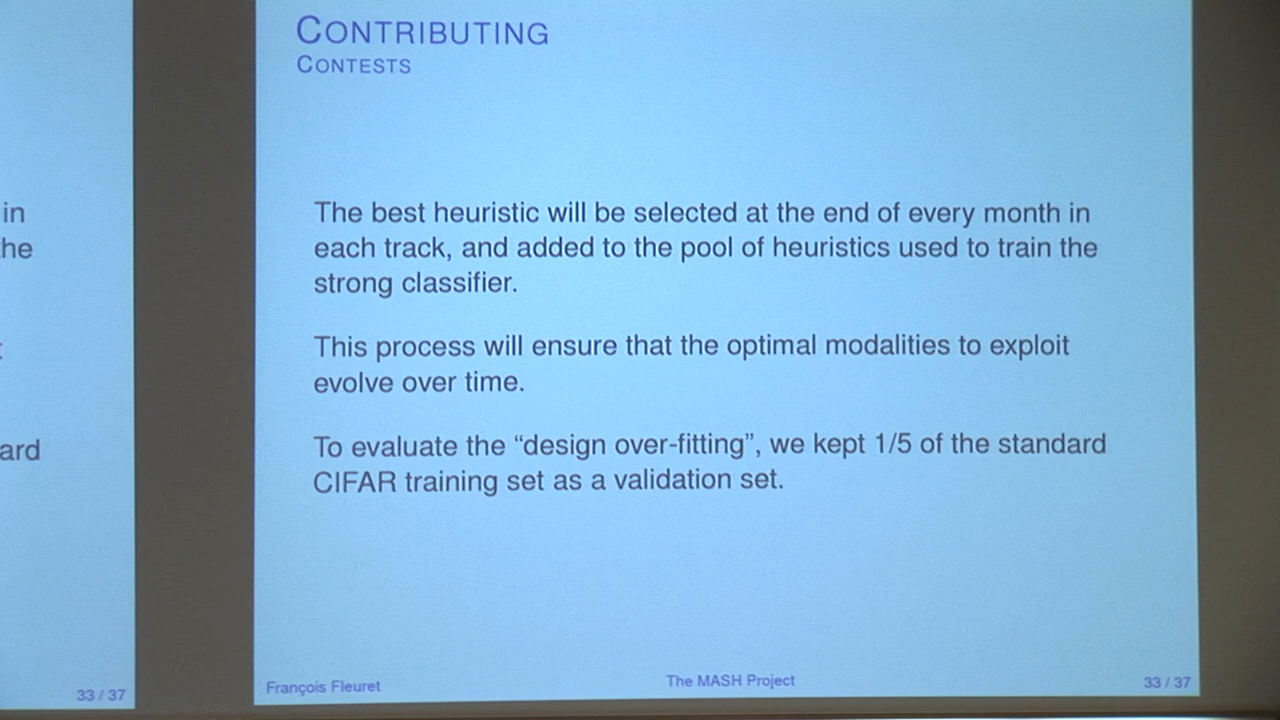 in
he
ard
33 / 37
CONTRIBUTING
CONTESTS
The best heuristic will be selected at the end of every month in
each track, and added to the pool of heuristics used to train the
strong classifier.
This process will ensure that the optimal modalities to exploit
evolve over time.
To evaluate the “design over-fitting”, we kept 1/5 of the standard
CIFAR training set as a validation set.
François Fleuret
The MASH Project
33 / 37